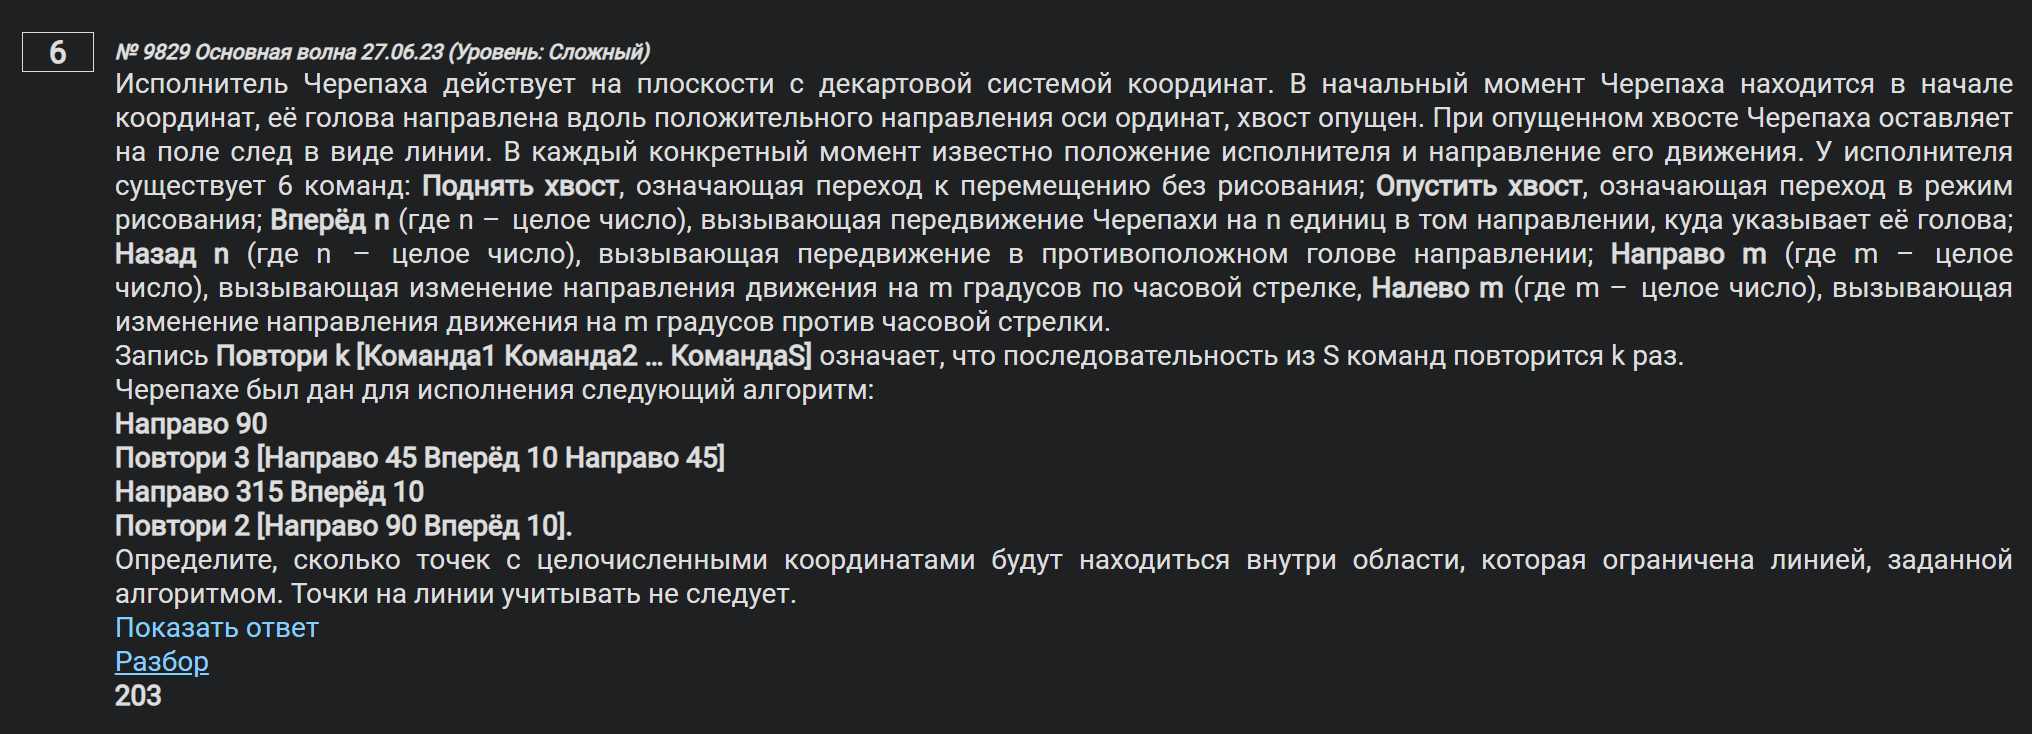 6
№ 9829 Основная волна 27.06.23 (Уровень: Сложный)
Исполнитель Черепаха действует на плоскости с декартовой системой координат. В начальный момент Черепаха находится в начале
координат, её голова направлена вдоль положительного направления оси ординат, хвост опущен. При опущенном хвосте Черепаха оставляет
на поле след в виде линии. В каждый конкретный момент известно положение исполнителя и направление его движения. У исполнителя
существует 6 команд: Поднять хвост, означающая переход к перемещению без рисования; Опустить хвост, означающая переход в режим
рисования; Вперёд n (где n – целое число), вызывающая передвижение Черепахи на n единиц в том направлении, куда указывает её голова;
Назад n (где n – целое число), вызывающая передвижение в противоположном голове направлении; Направо m (где m – целое
число), вызывающая изменение направления движения на m градусов по часовой стрелке, Налево m (где m – целое число), вызывающая
изменение направления движения на m градусов против часовой стрелки.
Запись Повтори k [Команда1 Команда2 … КомандаS] означает, что последовательность из S команд повторится k раз.
Черепахе был дан для исполнения следующий алгоритм:
Направо 90
Повтори 3 [Направо 45 Вперёд 10 Направо 45]
Направо 315 Вперёд 10
Повтори 2 [Направо 90 Вперёд 10].
Определите, сколько точек с целочисленными координатами будут находиться внутри области, которая ограничена линией, заданной
алгоритмом. Точки на линии учитывать не следует.
Показать ответ
Разбор
203